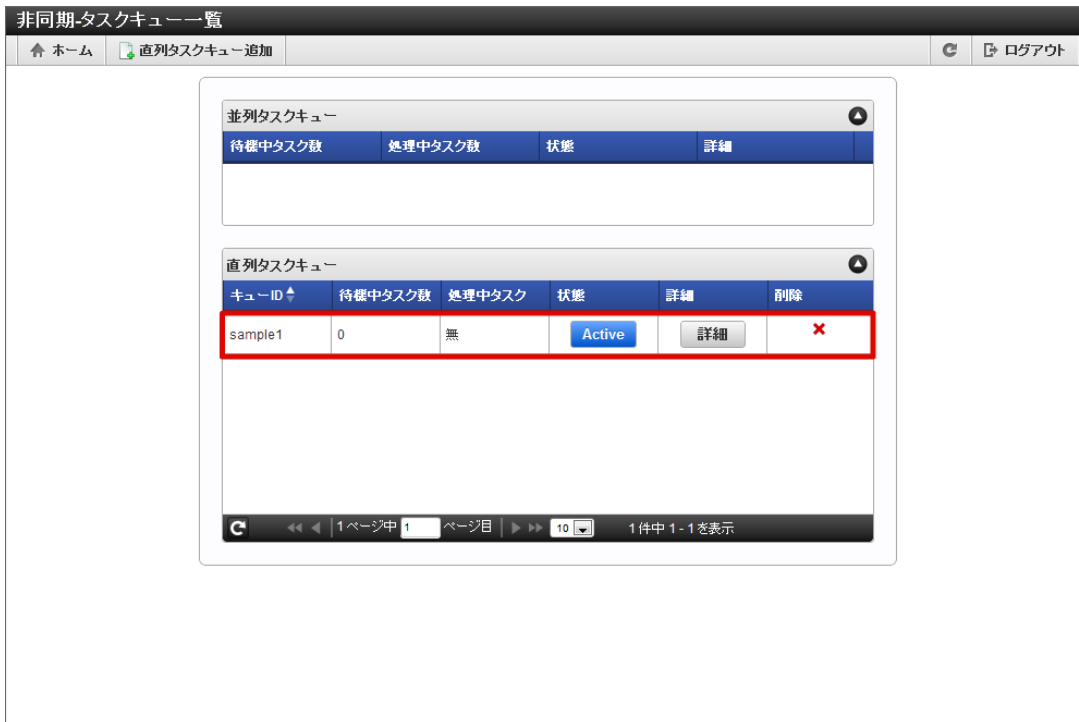 非同期-タスクキュー一覧
ホーム 直列タスクキュー追加 ログアウト
並列タスクキュー
待機中タスク数 処理中タスク数 状態 詳細
直列タスクキュー
キューID 待機中タスク数 処理中タスク 状態 詳細 削除
sample1 0 無 Active 詳細
1 ページ中 1 ページ目 10 1 件中 1 - 1 を表示